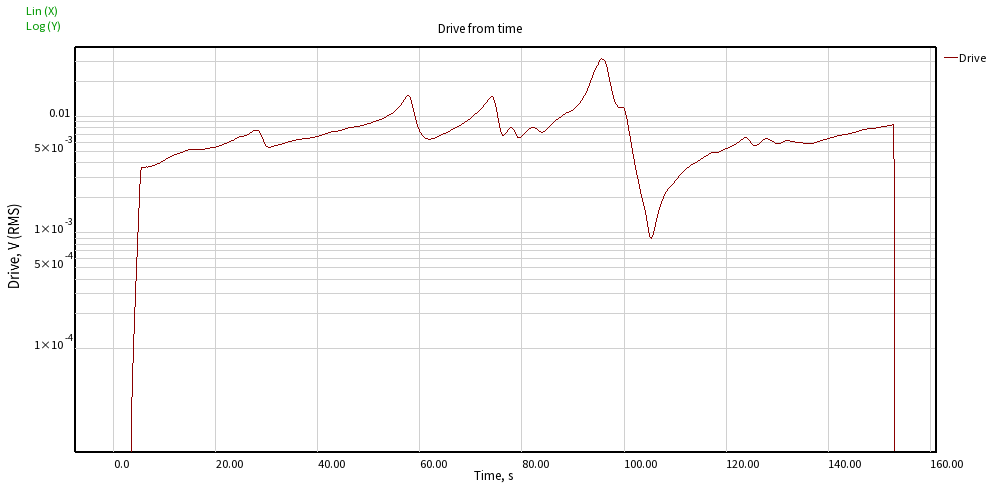 Lin (X)
Log (Y)
Drive from time
Drive
0.01
5×10⁻³
1×10⁻³
5×10⁻⁴
1×10⁻⁴
Drive, V (RMS)
0.0 20.00 40.00 60.00 80.00 100.00 120.00 140.00 160.00
Time, s